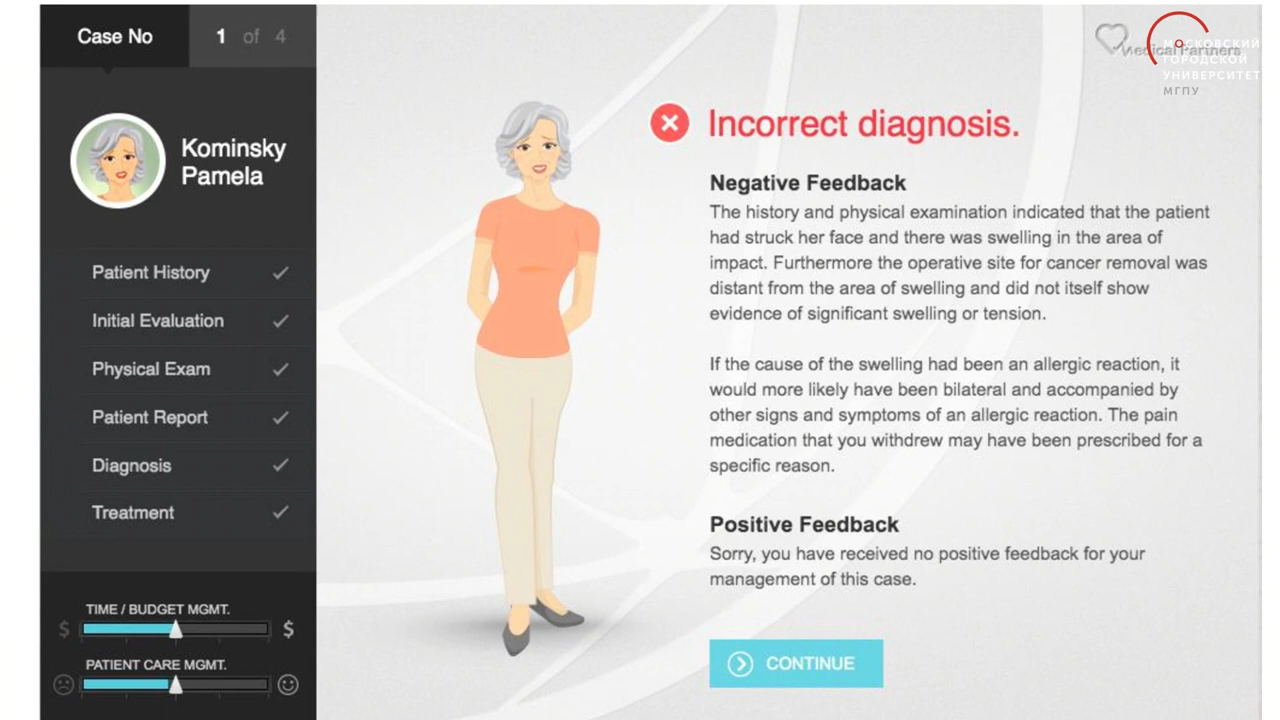 Case No
1 of 4
Medical Partners
МОСКОВСКИЙ
ГОРОДСКОЙ
УНИВЕРСИТЕТ
МГПУ
Kominsky
Pamela
Patient History
Initial Evaluation
Physical Exam
Patient Report
Diagnosis
Treatment
TIME / BUDGET MGMT.
$ $
PATIENT CARE MGMT.
Incorrect diagnosis.
Negative Feedback
The history and physical examination indicated that the patient
had struck her face and there was swelling in the area of
impact. Furthermore the operative site for cancer removal was
distant from the area of swelling and did not itself show
evidence of significant swelling or tension.
If the cause of the swelling had been an allergic reaction, it
would more likely have been bilateral and accompanied by
other signs and symptoms of an allergic reaction. The pain
medication that you withdrew may have been prescribed for a
specific reason.
Positive Feedback
Sorry, you have received no positive feedback for your
management of this case.
CONTINUE